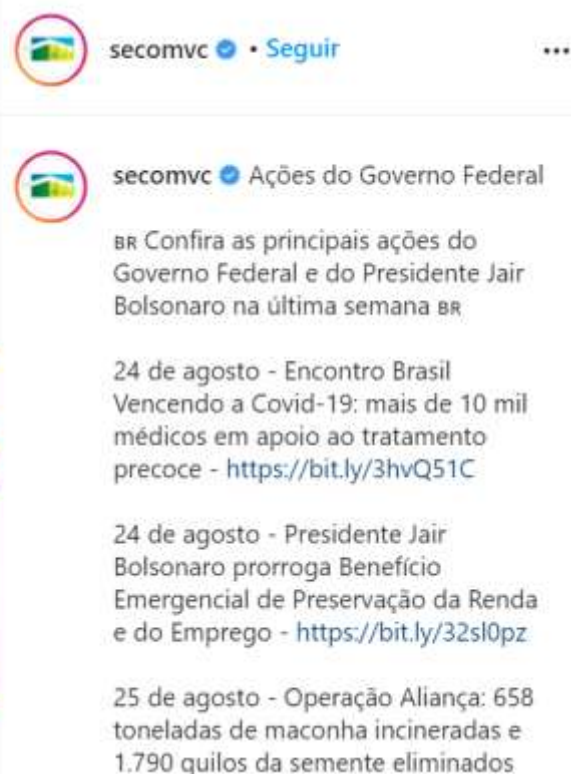 secomvc • Seguir
secomvc Ações do Governo Federal
BR Confira as principais ações do
Governo Federal e do Presidente Jair
Bolsonaro na última semana BR
24 de agosto - Encontro Brasil
Vencendo a Covid-19: mais de 10 mil
médicos em apoio ao tratamento
precoce - https://bit.ly/3hvQ51C
24 de agosto - Presidente Jair
Bolsonaro prorroga Benefício
Emergencial de Preservação da Renda
e do Emprego - https://bit.ly/32sl0pz
25 de agosto - Operação Aliança: 658
toneladas de maconha incineradas e
1.790 quilos da semente eliminados